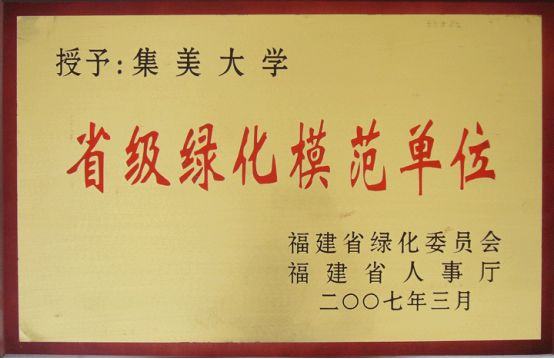 授予:集美大学
省级绿化模范单位
福建省绿化委员会
福建省人事厅
二〇〇七年三月